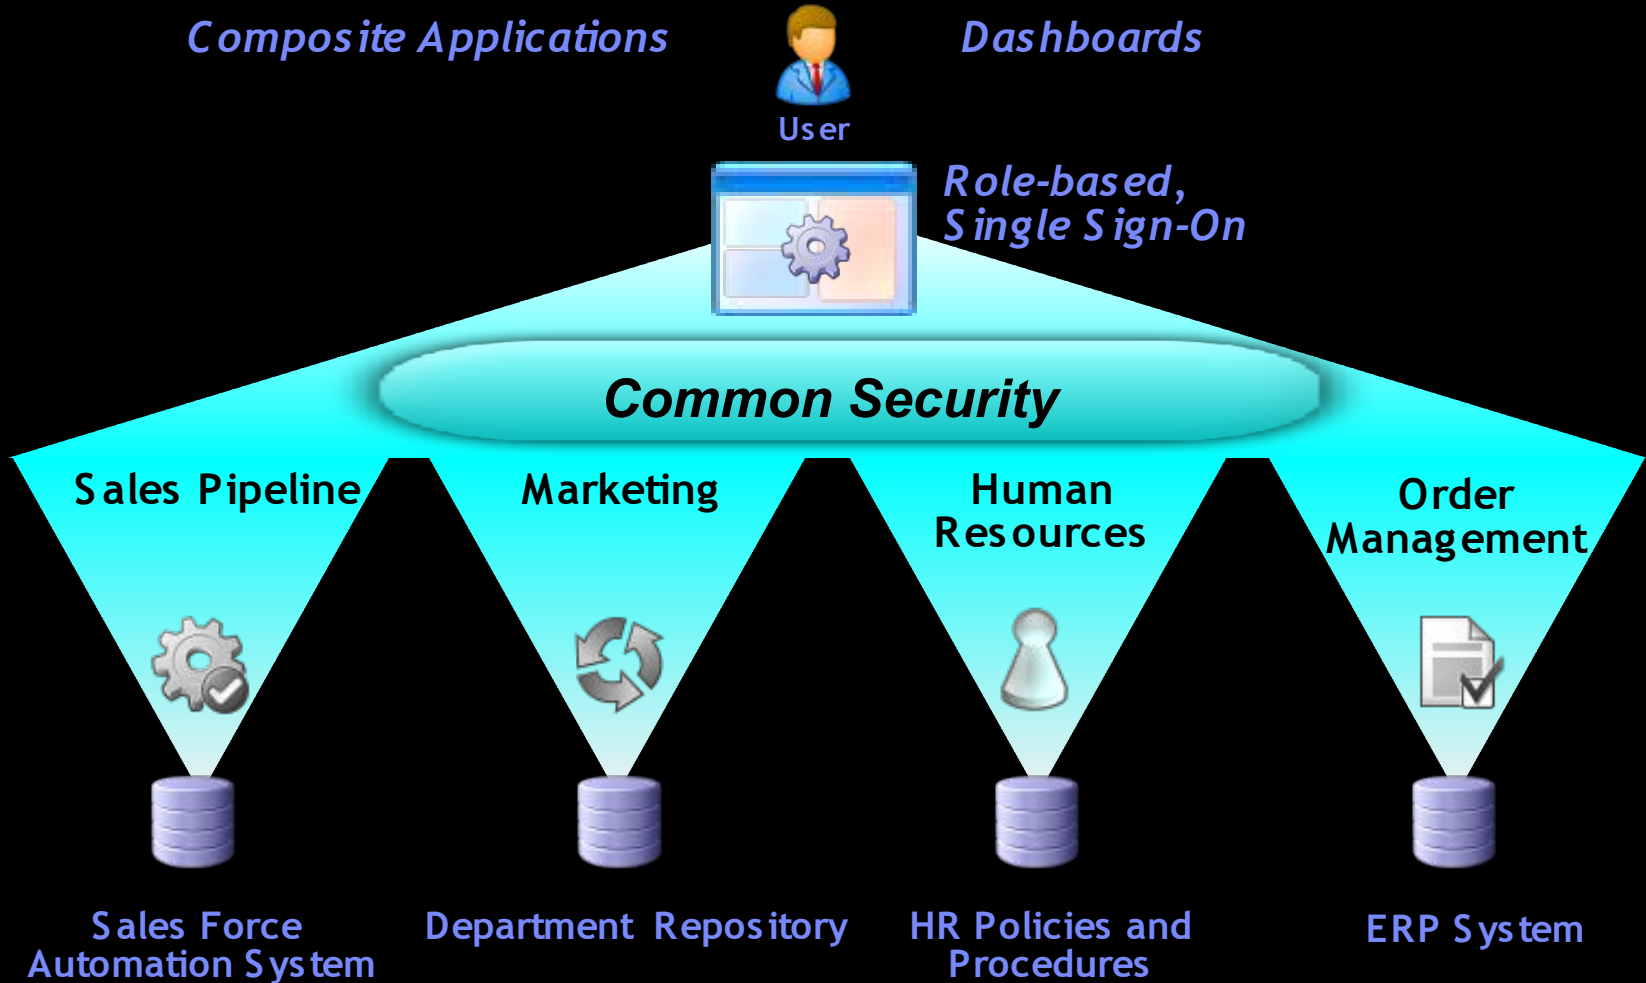 Composite Applications
Dashboards
User
Role-based,
Single Sign-On
Common Security
Sales Pipeline
Marketing
Human
Resources
Order
Management
Sales Force
Automation System
Department Repository
HR Policies and
Procedures
ERP System